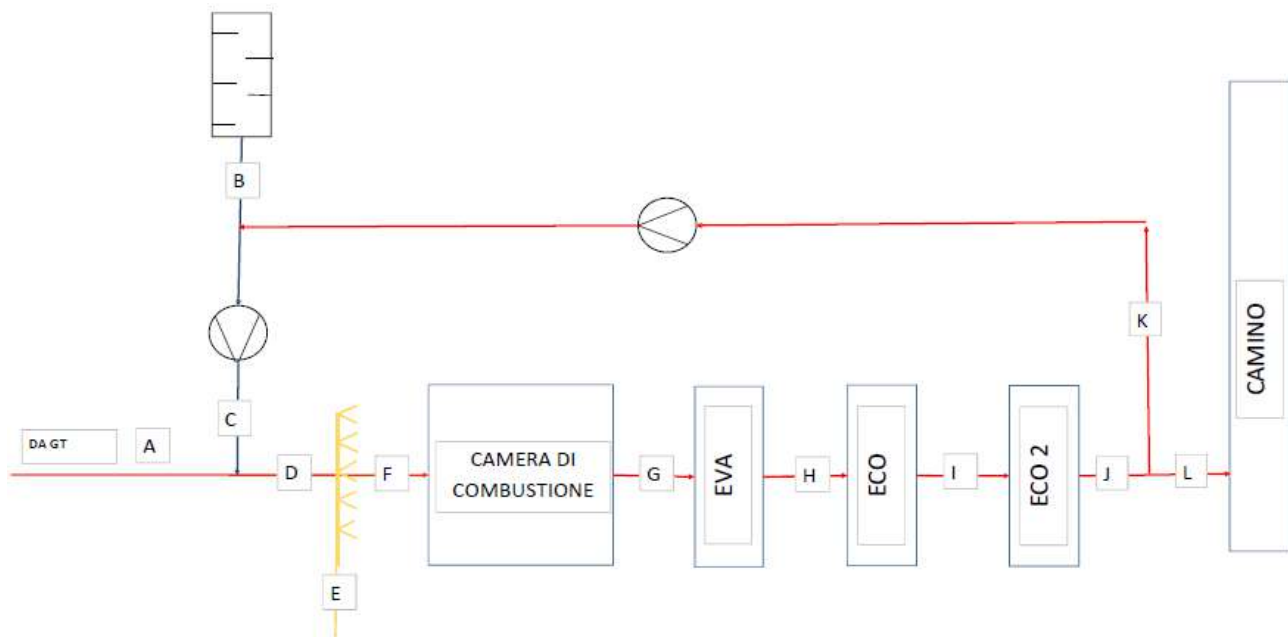 B
K
CAMINO
C
DA GT
A
D
F
CAMERA DI
COMBUSTIONE
G
EVA
H
ECO
I
ECO 2
J
L
E